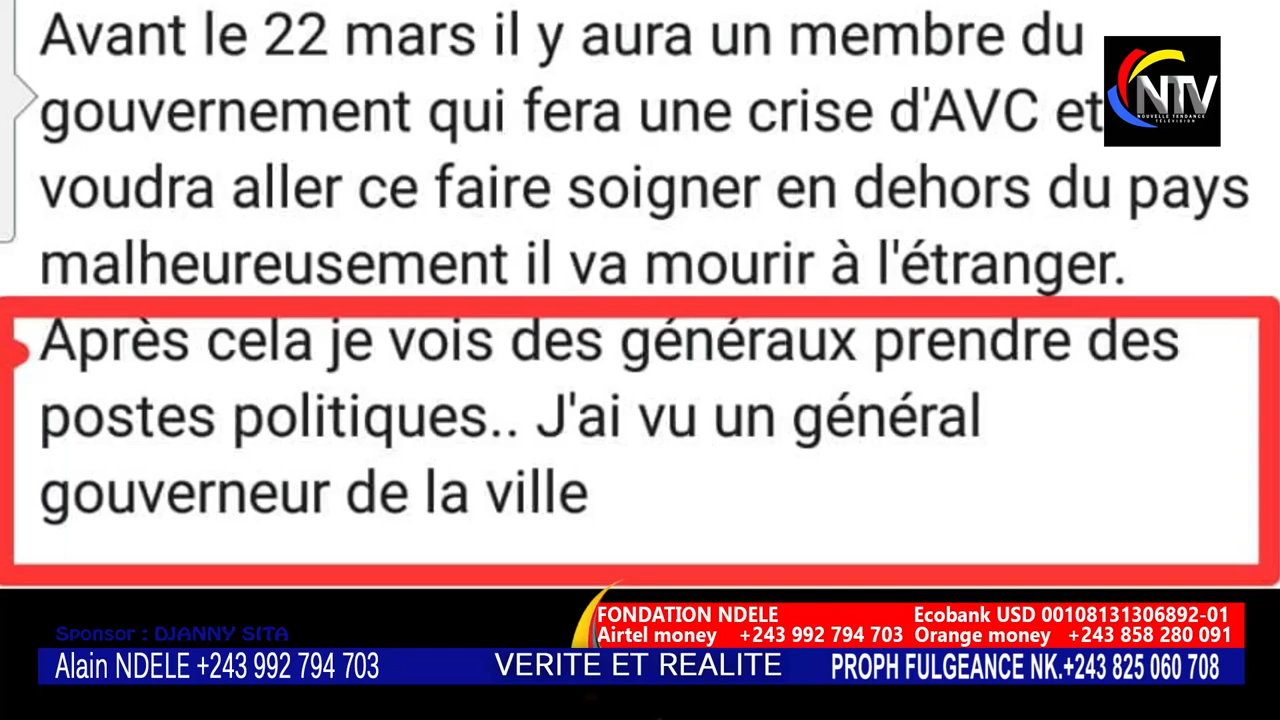 Avant le 22 mars il y aura un membre du
gouvernement qui fera une crise d'AVC et
voudra aller ce faire soigner en dehors du pays
malheureusement il va mourir à l'étranger.
Après cela je vois des généraux prendre des
postes politiques.. J'ai vu un général
gouverneur de la ville
NTV
NOUVELLE TENDANCE
TÉLÉVISION
FONDATION NDELE Ecobank USD 00108131306892-01
Airtel money +243 992 794 703 Orange money +243 858 280 091
Sponsor : DJANNY SITA
Alain NDELE +243 992 794 703 VERITE ET REALITE PROPH FULGEANCE NK.+243 825 060 708